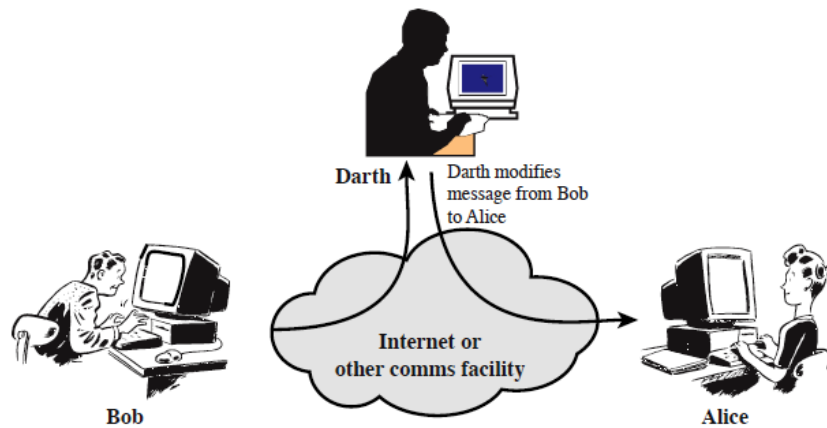 Darth
Darth modifies
message from Bob
to Alice
Internet or
other comms facility
Bob
Alice